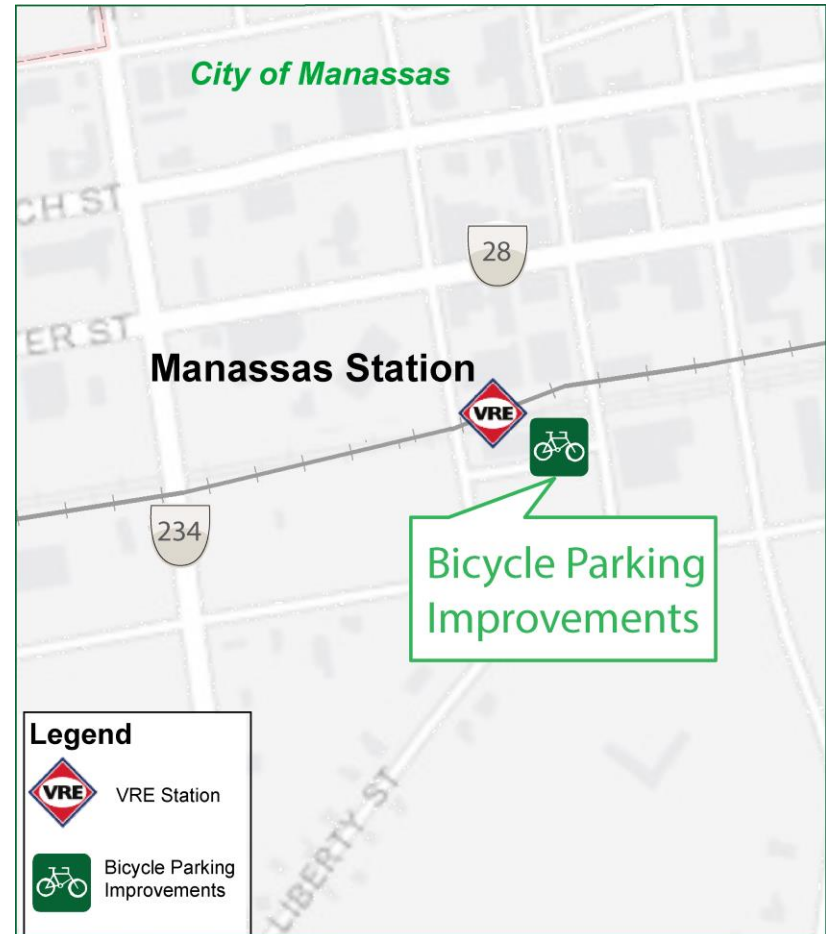 City of Manassas
CH ST
28
ER ST
Manassas Station
VRE
234
Bicycle Parking
Improvements
Legend
VRE
VRE Station
Bicycle Parking
Improvements
LIBERTY ST